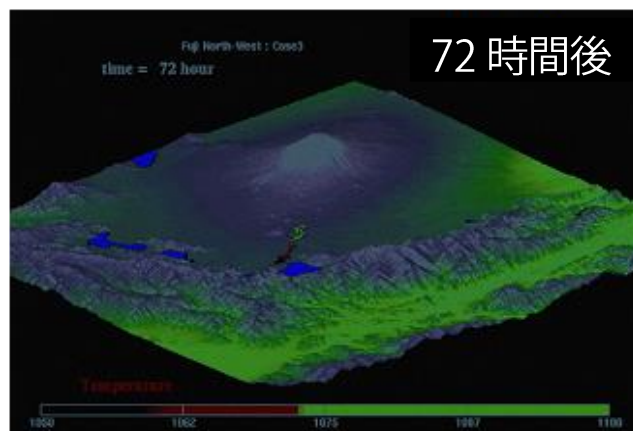 72 時間後
Fuji North-West : Case3
time = 72 hour
Temperature
1050 1062 1075 1087 1100